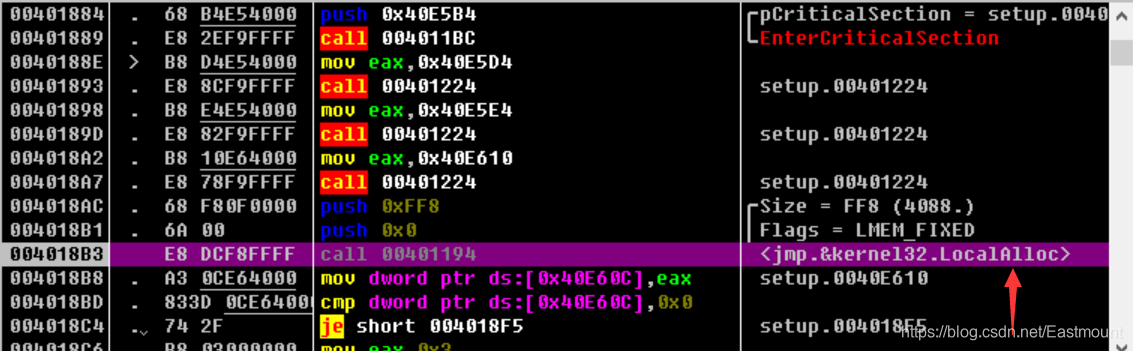 00401884 . 68 B4E54000 push 0x40E5B4 pCriticalSection = setup.0040
00401889 . E8 2EF9FFFF call 004011BC EnterCriticalSection
0040188E > B8 D4E54000 mov eax,0x40E5D4
00401893 . E8 8CF9FFFF call 00401224 setup.00401224
00401898 . B8 E4E54000 mov eax,0x40E5E4
0040189D . E8 82F9FFFF call 00401224 setup.00401224
004018A2 . B8 10E64000 mov eax,0x40E610
004018A7 . E8 78F9FFFF call 00401224 setup.00401224
004018AC . 68 F80F0000 push 0xFF8 Size = FF8 (4088.)
004018B1 . 6A 00 push 0x0 Flags = LMEM_FIXED
004018B3 E8 DCF8FFFF call 00401194 <jmp.&kernel32.LocalAlloc>
004018B8 . A3 0CE64000 mov dword ptr ds:[0x40E60C],eax setup.0040E610
004018BD . 833D 0CE6400 cmp dword ptr ds:[0x40E60C],0x0
004018C4 . 74 2F je short 004018F5 setup.004018F5
004018C6 . B8 03000000 mov eax,0x3
https://blog.csdn.net/Eastmount